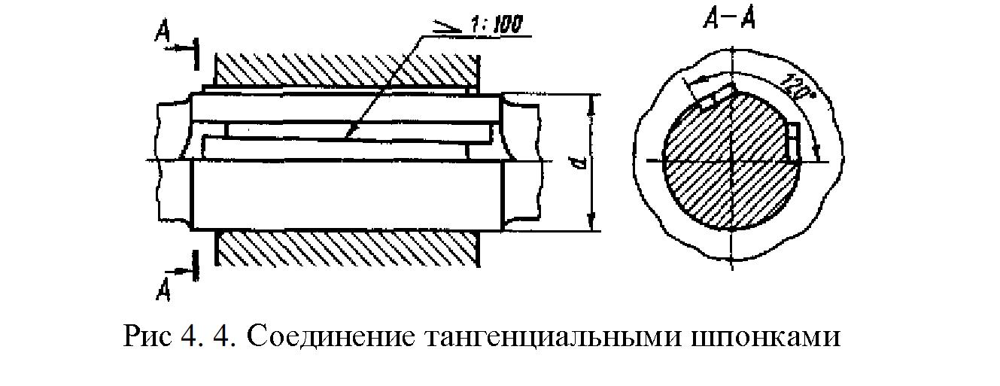 А
1:100
А–А
120°
d
А
Рис 4. 4. Соединение тангенциальными шпонками